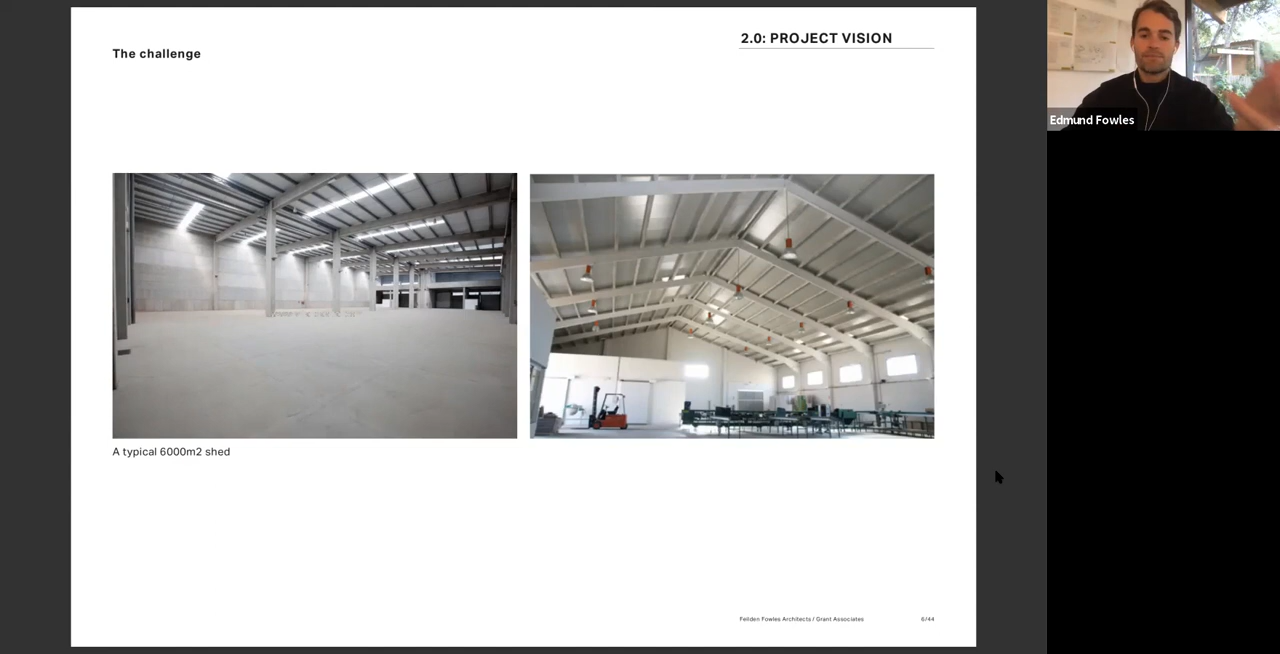 2.0: PROJECT VISION
The challenge
A typical 6000m2 shed
Feilden Fowles Architects / Grant Associates
6/44
Edmund Fowles